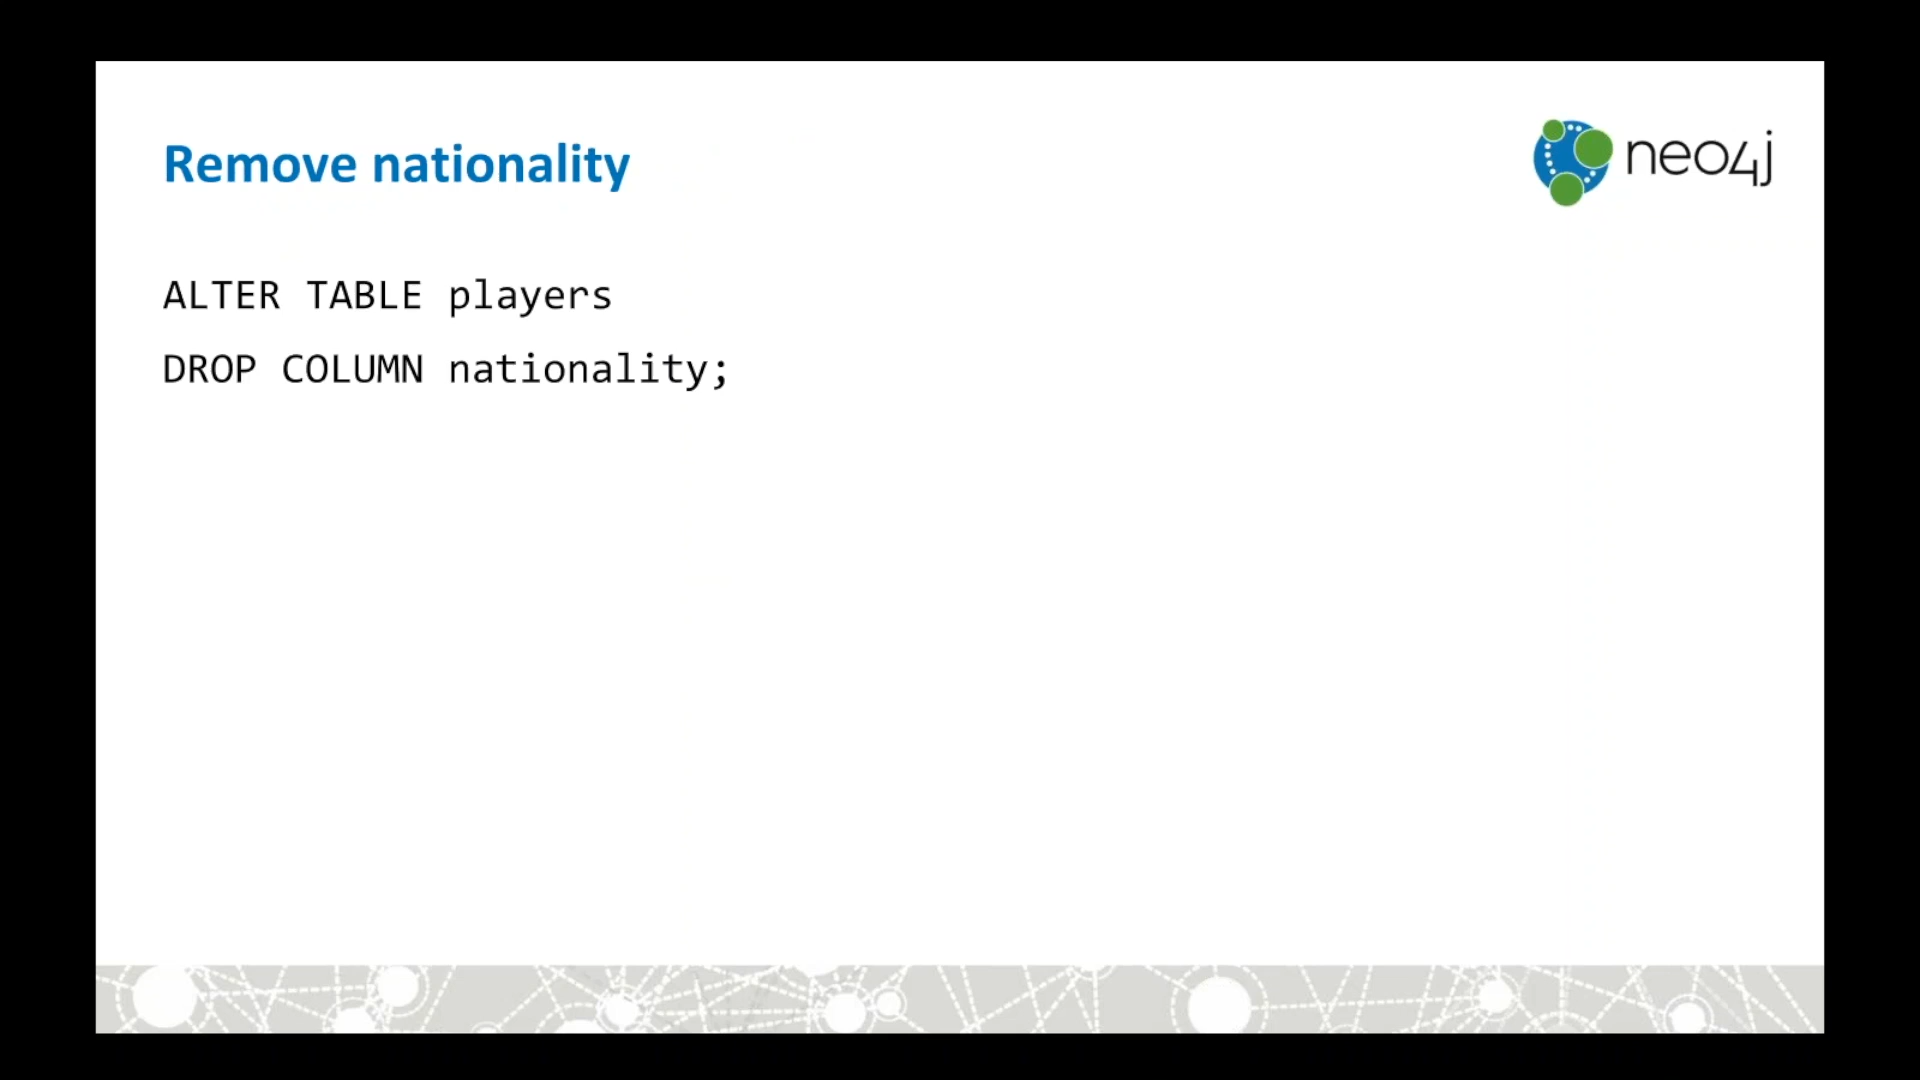 Remove nationality
neo4j
ALTER TABLE players
DROP COLUMN nationality;